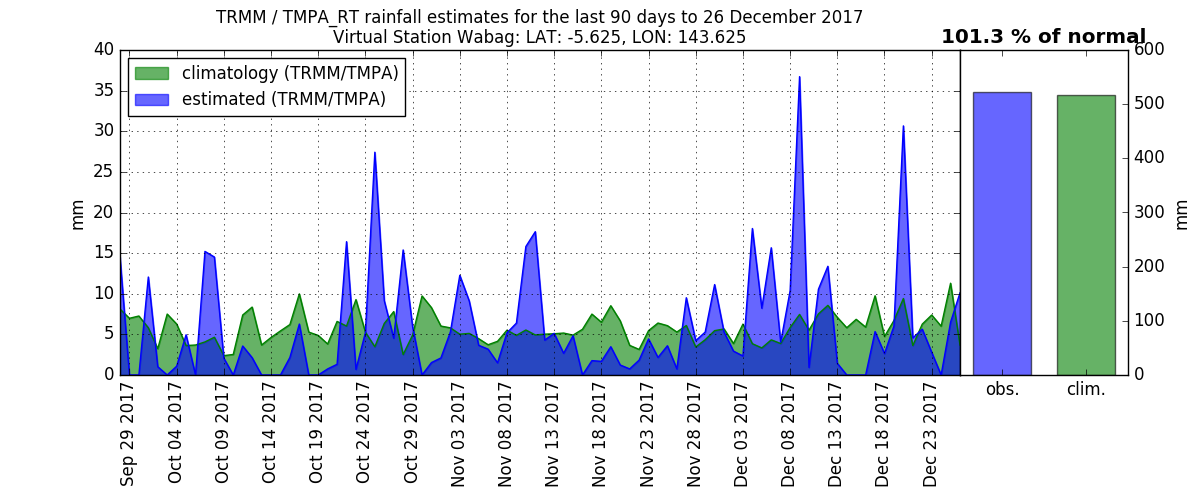 TRMM / TMPA_RT rainfall estimates for the last 90 days to 26 December 2017
Virtual Station Wabag: LAT: -5.625, LON: 143.625
101.3 % of normal
climatology (TRMM/TMPA)
estimated (TRMM/TMPA)
40
35
30
25
20
15
10
5
0
mm
600
500
400
300
200
100
0
mm
Sep 29 2017
Oct 04 2017
Oct 09 2017
Oct 14 2017
Oct 19 2017
Oct 24 2017
Oct 29 2017
Nov 03 2017
Nov 08 2017
Nov 13 2017
Nov 18 2017
Nov 23 2017
Nov 28 2017
Dec 03 2017
Dec 08 2017
Dec 13 2017
Dec 18 2017
Dec 23 2017
obs.
clim.